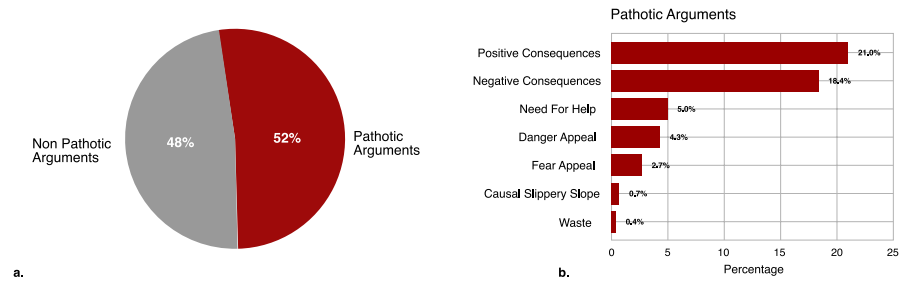 Non Pathotic
Arguments
48%
52%
Pathotic
Arguments
a.
Pathotic Arguments
Positive Consequences 21.0%
Negative Consequences 18.4%
Need For Help 5.0%
Danger Appeal 4.3%
Fear Appeal 2.7%
Causal Slippery Slope 0.7%
Waste 0.4%
0 5 10 15 20 25
Percentage
b.